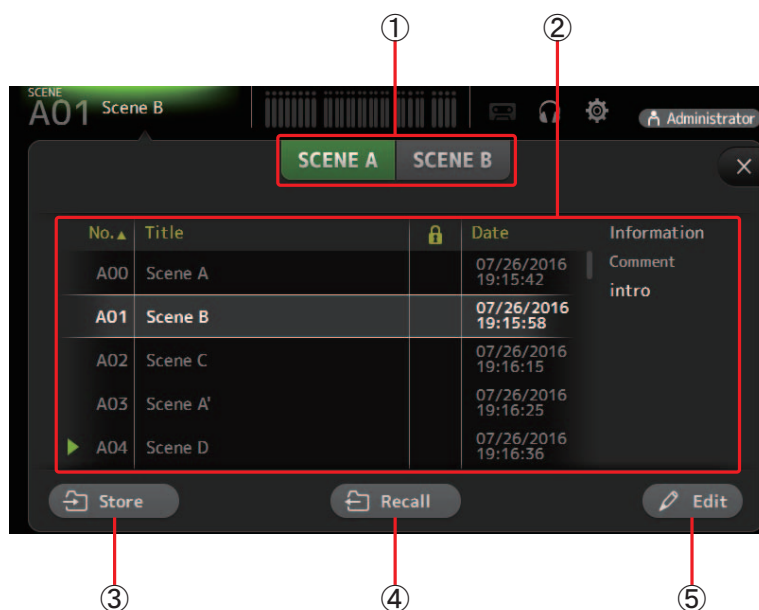 ① ②
SCENE
A01 Scene B
Administrator
SCENE A SCENE B
No.▲ Title Date Information
A00 Scene A 07/26/2016 19:15:42 Comment
intro
A01 Scene B 07/26/2016 19:15:58
A02 Scene C 07/26/2016 19:16:15
A03 Scene A' 07/26/2016 19:16:25
A04 Scene D 07/26/2016 19:16:36
Store Recall Edit
③ ④ ⑤